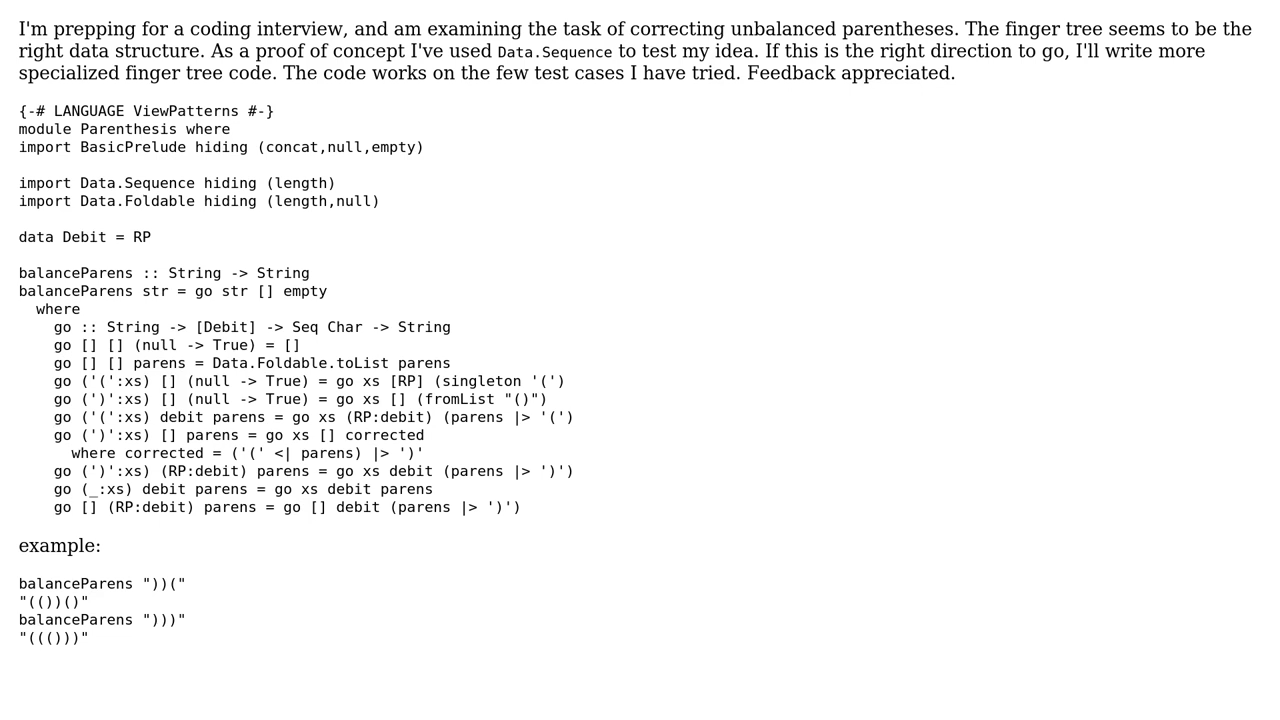 I'm prepping for a coding interview, and am examining the task of correcting unbalanced parentheses. The finger tree seems to be the
right data structure. As a proof of concept I've used Data.Sequence to test my idea. If this is the right direction to go, I'll write more
specialized finger tree code. The code works on the few test cases I have tried. Feedback appreciated.
{-# LANGUAGE ViewPatterns #-}
module Parenthesis where
import BasicPrelude hiding (concat,null,empty)
import Data.Sequence hiding (length)
import Data.Foldable hiding (length,null)
data Debit = RP
balanceParens :: String -> String
balanceParens str = go str [] empty
  where
    go :: String -> [Debit] -> Seq Char -> String
    go [] [] (null -> True) = []
    go [] [] parens = Data.Foldable.toList parens
    go ('(':xs) [] (null -> True) = go xs [RP] (singleton '(')
    go (')':xs) [] (null -> True) = go xs [] (fromList "()")
    go ('(':xs) debit parens = go xs (RP:debit) (parens |> '(')
    go (')':xs) [] parens = go xs [] corrected
      where corrected = ('(' <| parens) |> ')'
    go (')':xs) (RP:debit) parens = go xs debit (parens |> ')')
    go (_:xs) debit parens = go xs debit parens
    go [] (RP:debit) parens = go [] debit (parens |> ')')
example:
balanceParens "))("
"(())()"
balanceParens ")))"
"((()))"